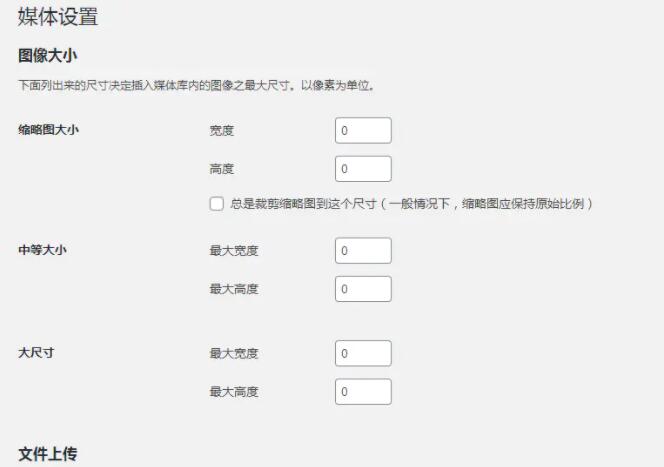 媒体设置
图像大小
下面列出来的尺寸决定插入媒体库内的图像之最大尺寸。以像素为单位。
缩略图大小 宽度 0
高度 0
总是裁剪缩略图到这个尺寸（一般情况下，缩略图应保持原始比例）
中等大小 最大宽度 0
最大高度 0
大尺寸 最大宽度 0
最大高度 0
文件上传